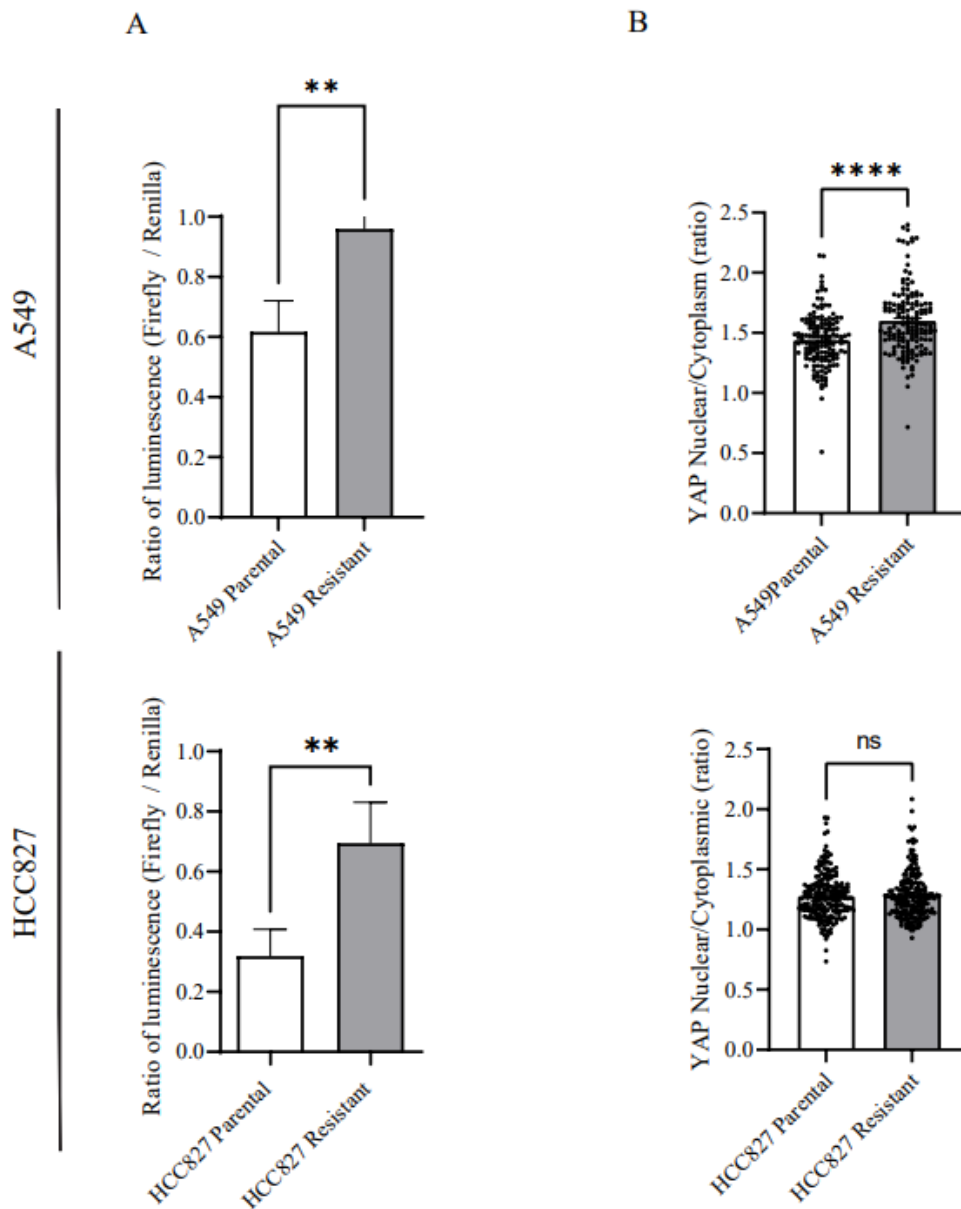 A
B
A549
**
Ratio of luminescence (Firefly / Renilla)
1.0
0.8
0.6
0.4
0.2
0.0
A549 Parental
A549 Resistant
****
YAP Nuclear/Cytoplasm (ratio)
2.5
2.0
1.5
1.0
0.5
0.0
A549Parental
A549 Resistant
HCC827
**
Ratio of luminescence (Firefly / Renilla)
1.0
0.8
0.6
0.4
0.2
0.0
HCC827 Parental
HCC827 Resistant
ns
YAP Nuclear/Cytoplasmic (ratio)
2.5
2.0
1.5
1.0
0.5
0.0
HCC827 Parental
HCC827 Resistant